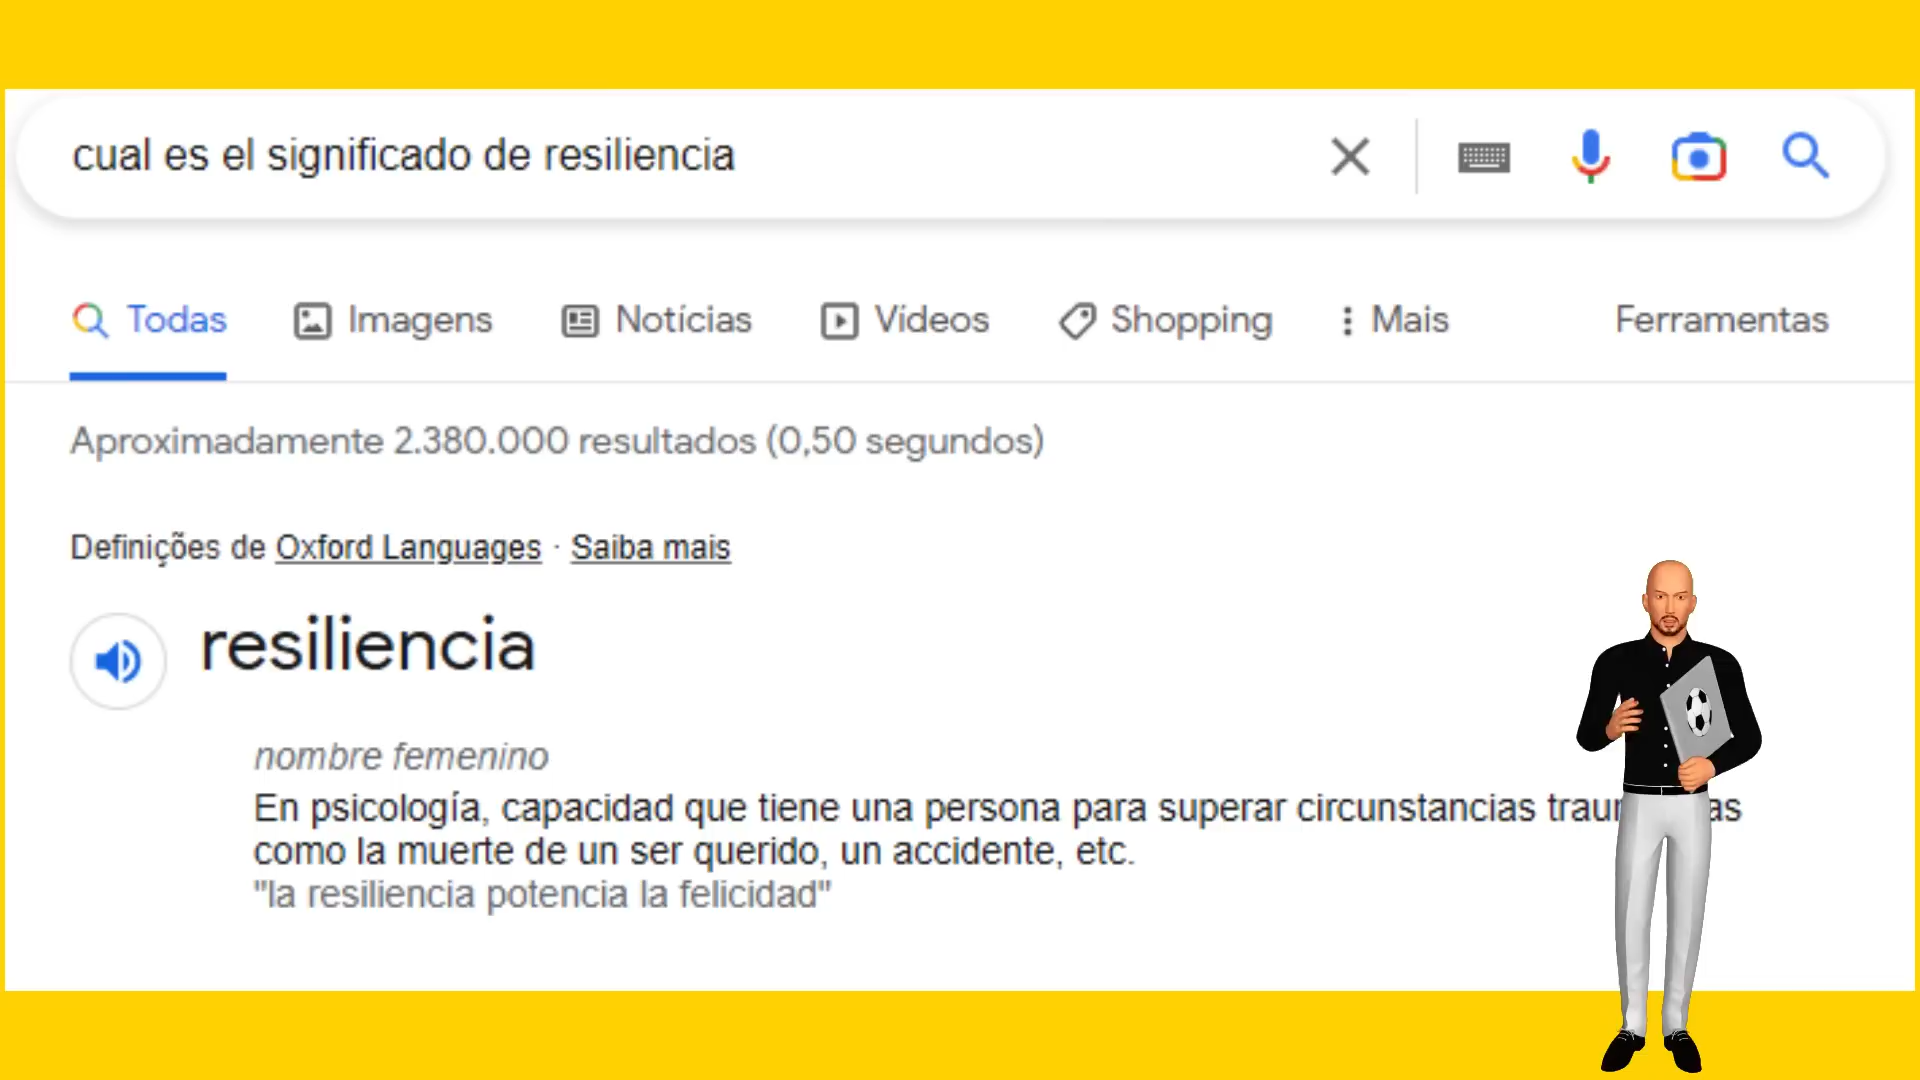 cual es el significado de resiliencia
Todas Imagens Notícias Vídeos Shopping Mais Ferramentas
Aproximadamente 2.380.000 resultados (0,50 segundos)
Definições de Oxford Languages · Saiba mais
resiliencia
nombre femenino
En psicología, capacidad que tiene una persona para superar circunstancias
como la muerte de un ser querido, un accidente, etc.
"la resiliencia potencia la felicidad"